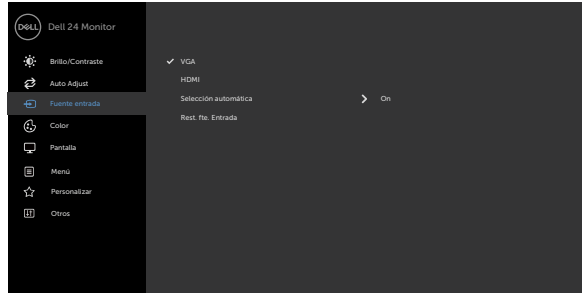 DELL
Dell 24 Monitor
Brillo/Contraste
Auto Adjust
Fuente entrada
Color
Pantalla
Menú
Personalizar
Otros
VGA
HDMI
Selección automática
On
Rest. fte. Entrada